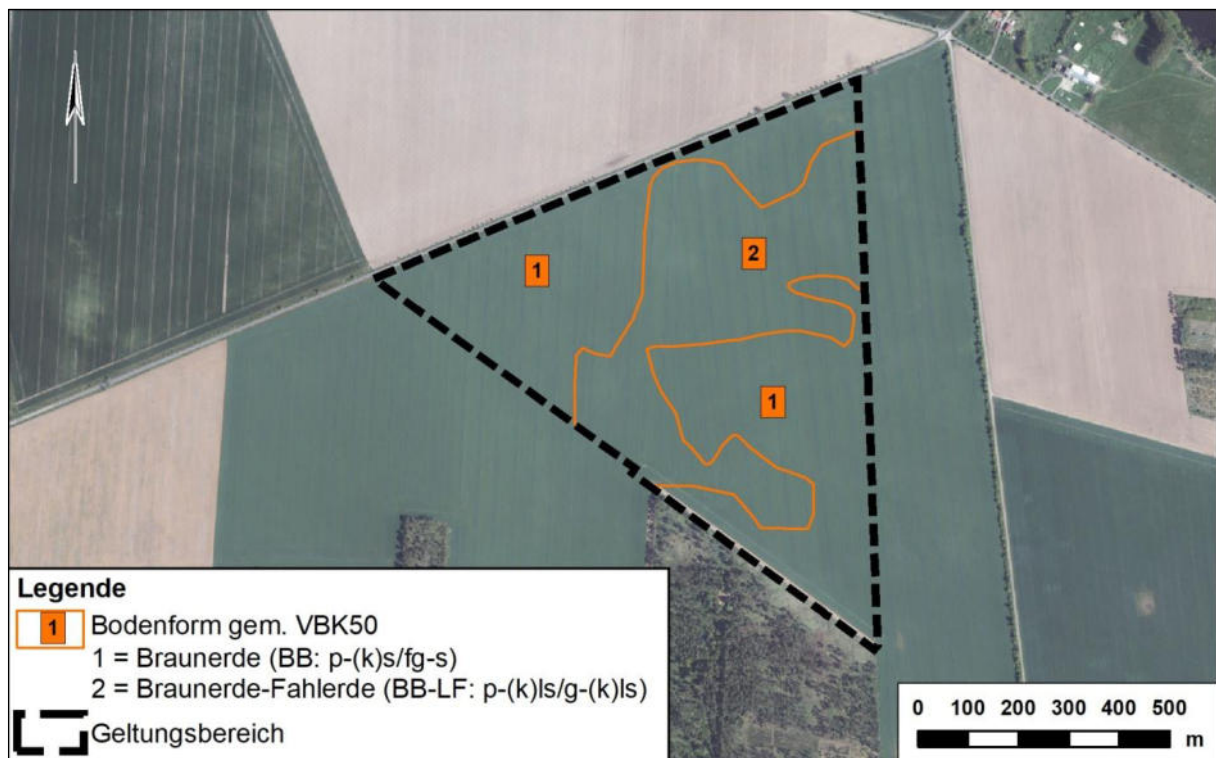 1
2
1
Legende
1 Bodenform gem. VBK50
1 = Braunerde (BB: p-(k)s/fg-s)
2 = Braunerde-Fahlerde (BB-LF: p-(k)ls/g-(k)ls)
Geltungsbereich
0 100 200 300 400 500
m